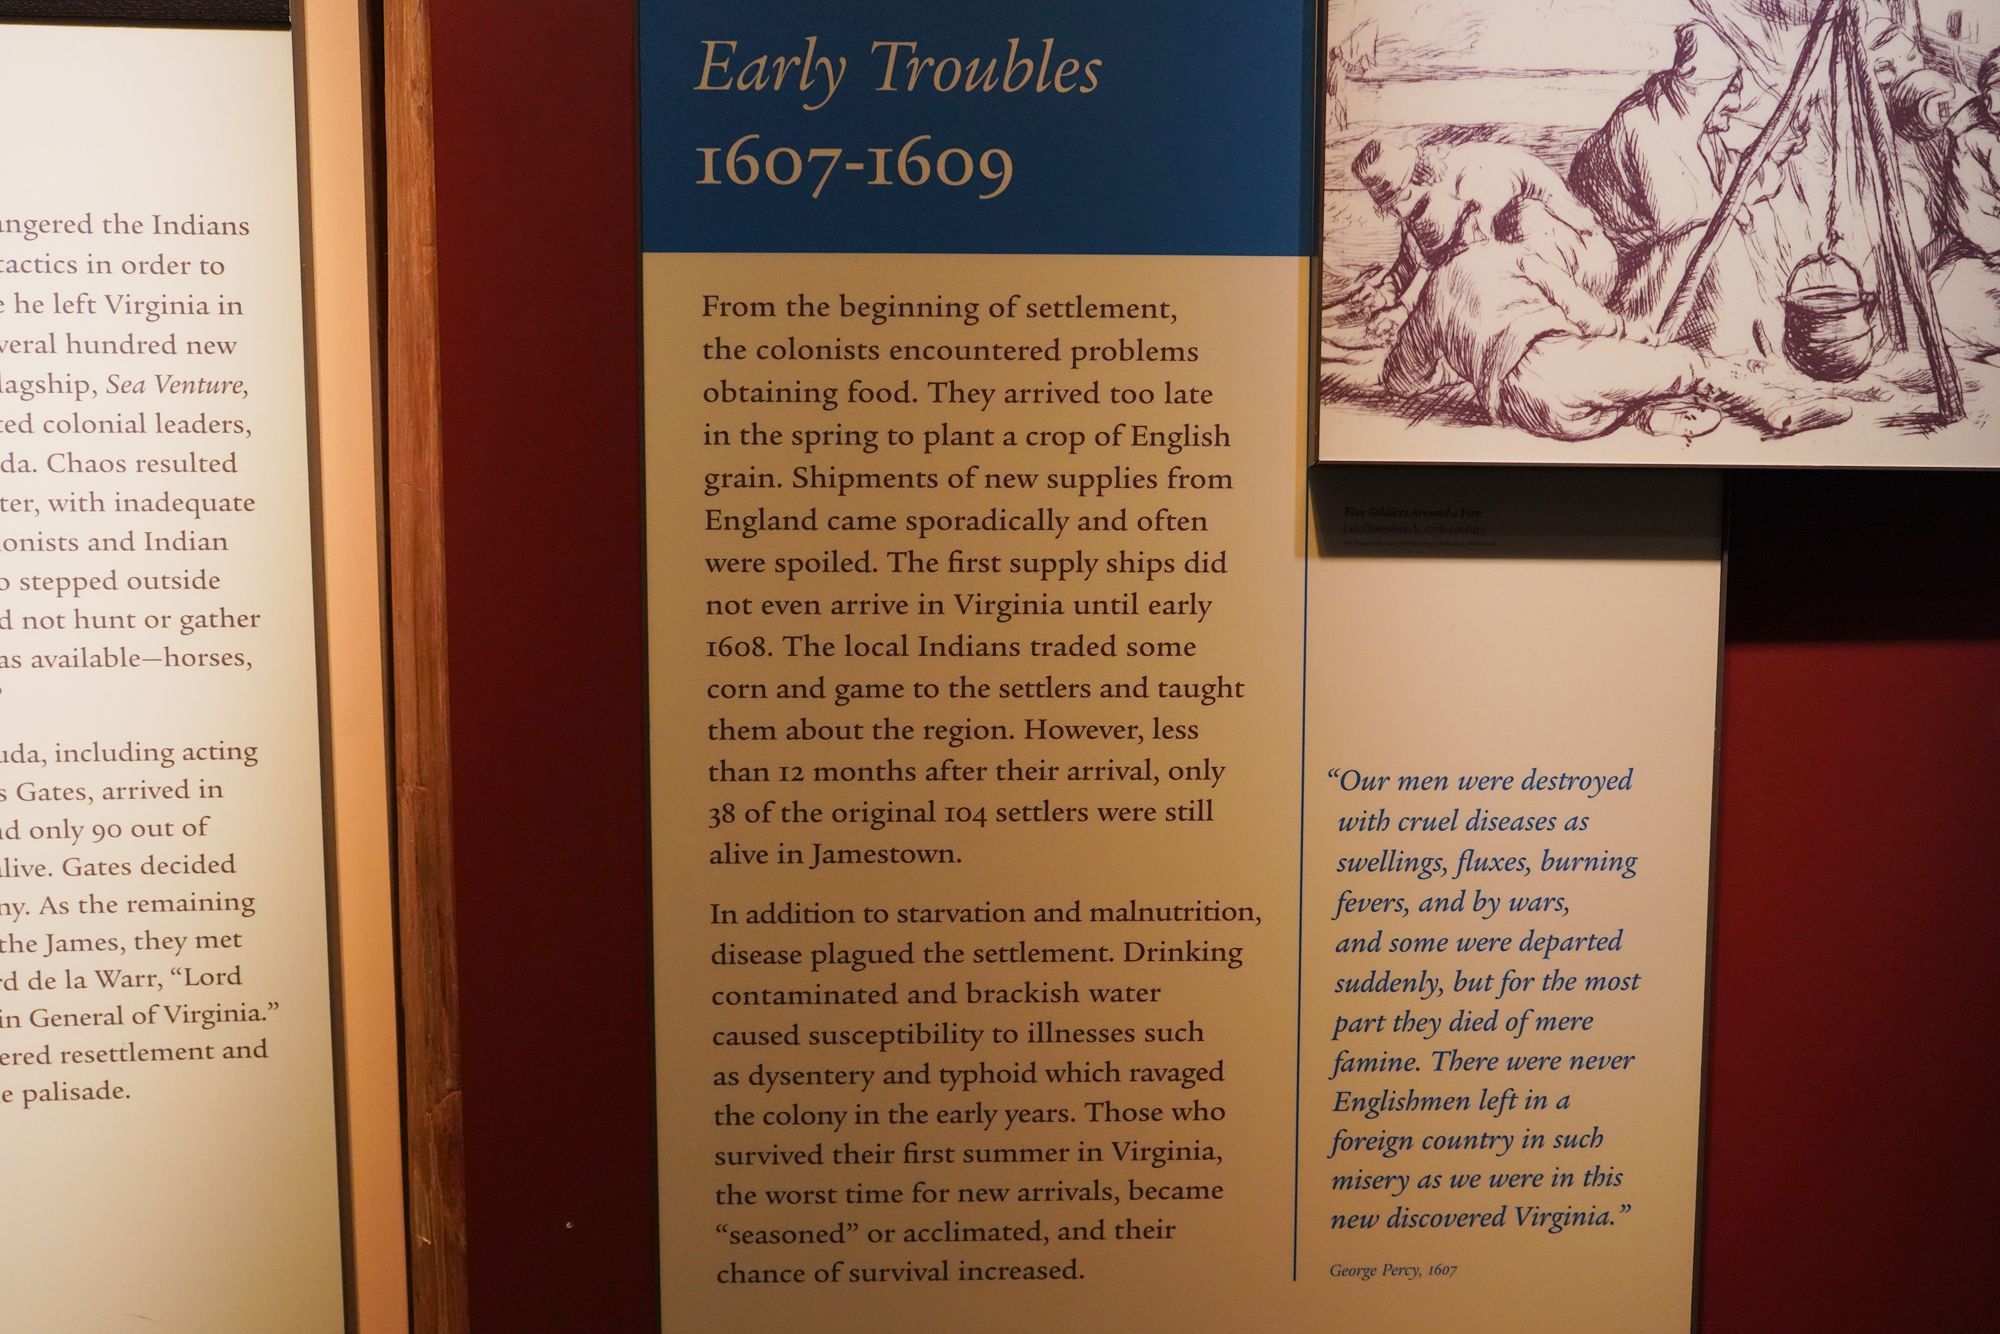 angered the Indians
tactics in order to
e he left Virginia in
veral hundred new
lagship, Sea Venture,
ted colonial leaders,
da. Chaos resulted
ter, with inadequate
onists and Indian
o stepped outside
d not hunt or gather
as available—horses,
”
uda, including acting
s Gates, arrived in
nd only 90 out of
alive. Gates decided
ny. As the remaining
the James, they met
rd de la Warr, “Lord
in General of Virginia.”
ered resettlement and
e palisade.
Early Troubles
1607-1609
From the beginning of settlement,
the colonists encountered problems
obtaining food. They arrived too late
in the spring to plant a crop of English
grain. Shipments of new supplies from
England came sporadically and often
were spoiled. The first supply ships did
not even arrive in Virginia until early
1608. The local Indians traded some
corn and game to the settlers and taught
them about the region. However, less
than 12 months after their arrival, only
38 of the original 104 settlers were still
alive in Jamestown.
In addition to starvation and malnutrition,
disease plagued the settlement. Drinking
contaminated and brackish water
caused susceptibility to illnesses such
as dysentery and typhoid which ravaged
the colony in the early years. Those who
survived their first summer in Virginia,
the worst time for new arrivals, became
“seasoned” or acclimated, and their
chance of survival increased.
Five Soldiers Around a Fire
Jan Ossenbeeck, 17th century
“Our men were destroyed
with cruel diseases as
swellings, fluxes, burning
fevers, and by wars,
and some were departed
suddenly, but for the most
part they died of mere
famine. There were never
Englishmen left in a
foreign country in such
misery as we were in this
new discovered Virginia.”
George Percy, 1607